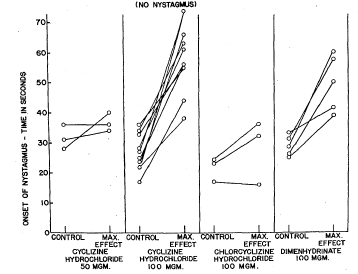 (NO NYSTAGMUS)
ONSET OF NYSTAGMUS - TIME IN SECONDS
70
60
50
40
30
20
10
0
CONTROL MAX. EFFECT
CYCLIZINE
HYDROCHLORIDE
50 MGM.
CONTROL MAX. EFFECT
CYCLIZINE
HYDROCHLORIDE
100 MGM.
CONTROL MAX. EFFECT
CHLORCYCLIZINE
HYDROCHLORIDE
100 MGM.
CONTROL MAX. EFFECT
DIMENHYDRINATE
100 MGM.